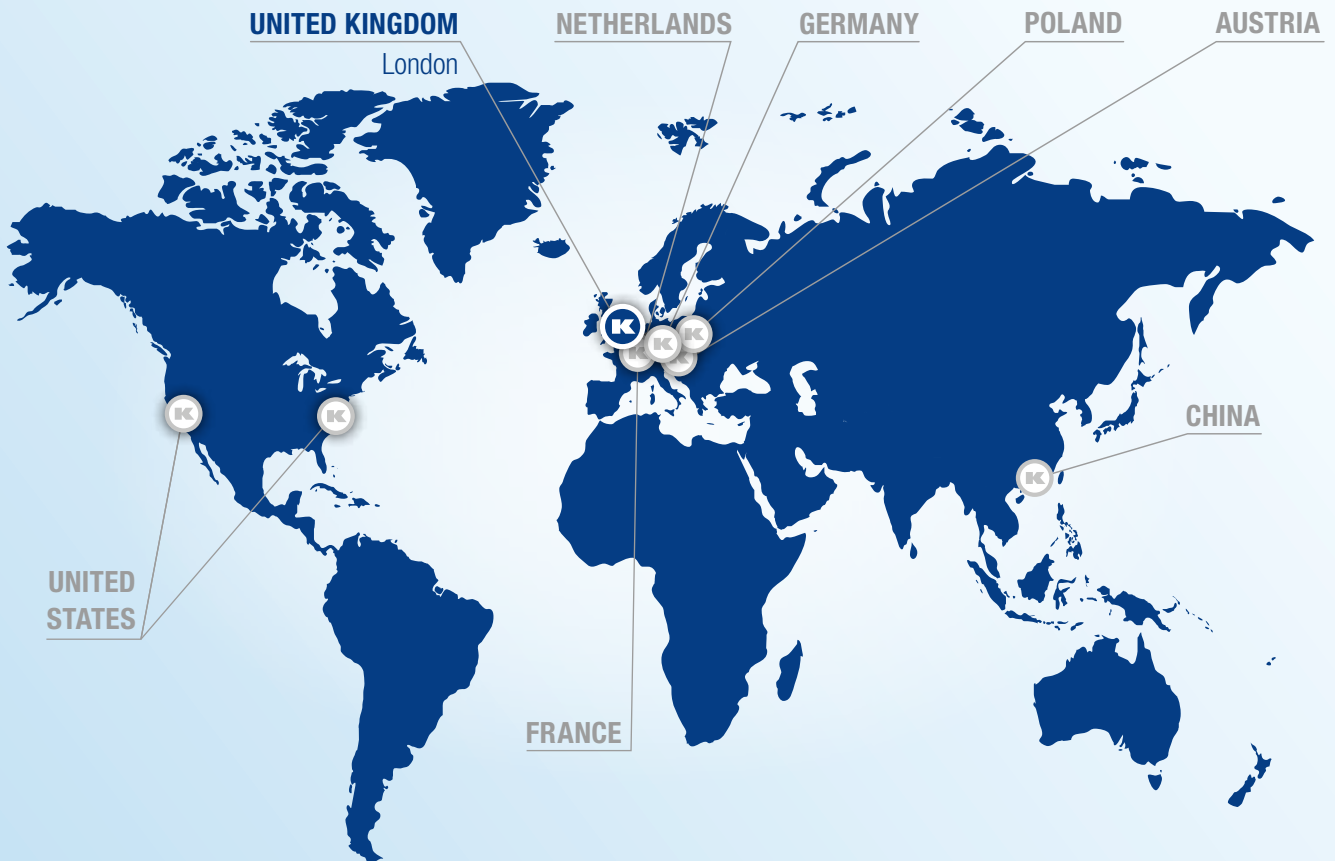 UNITED KINGDOM
London
NETHERLANDS
GERMANY
POLAND
AUSTRIA
K
K
K
K
K
K
K
K
CHINA
UNITED
STATES
FRANCE